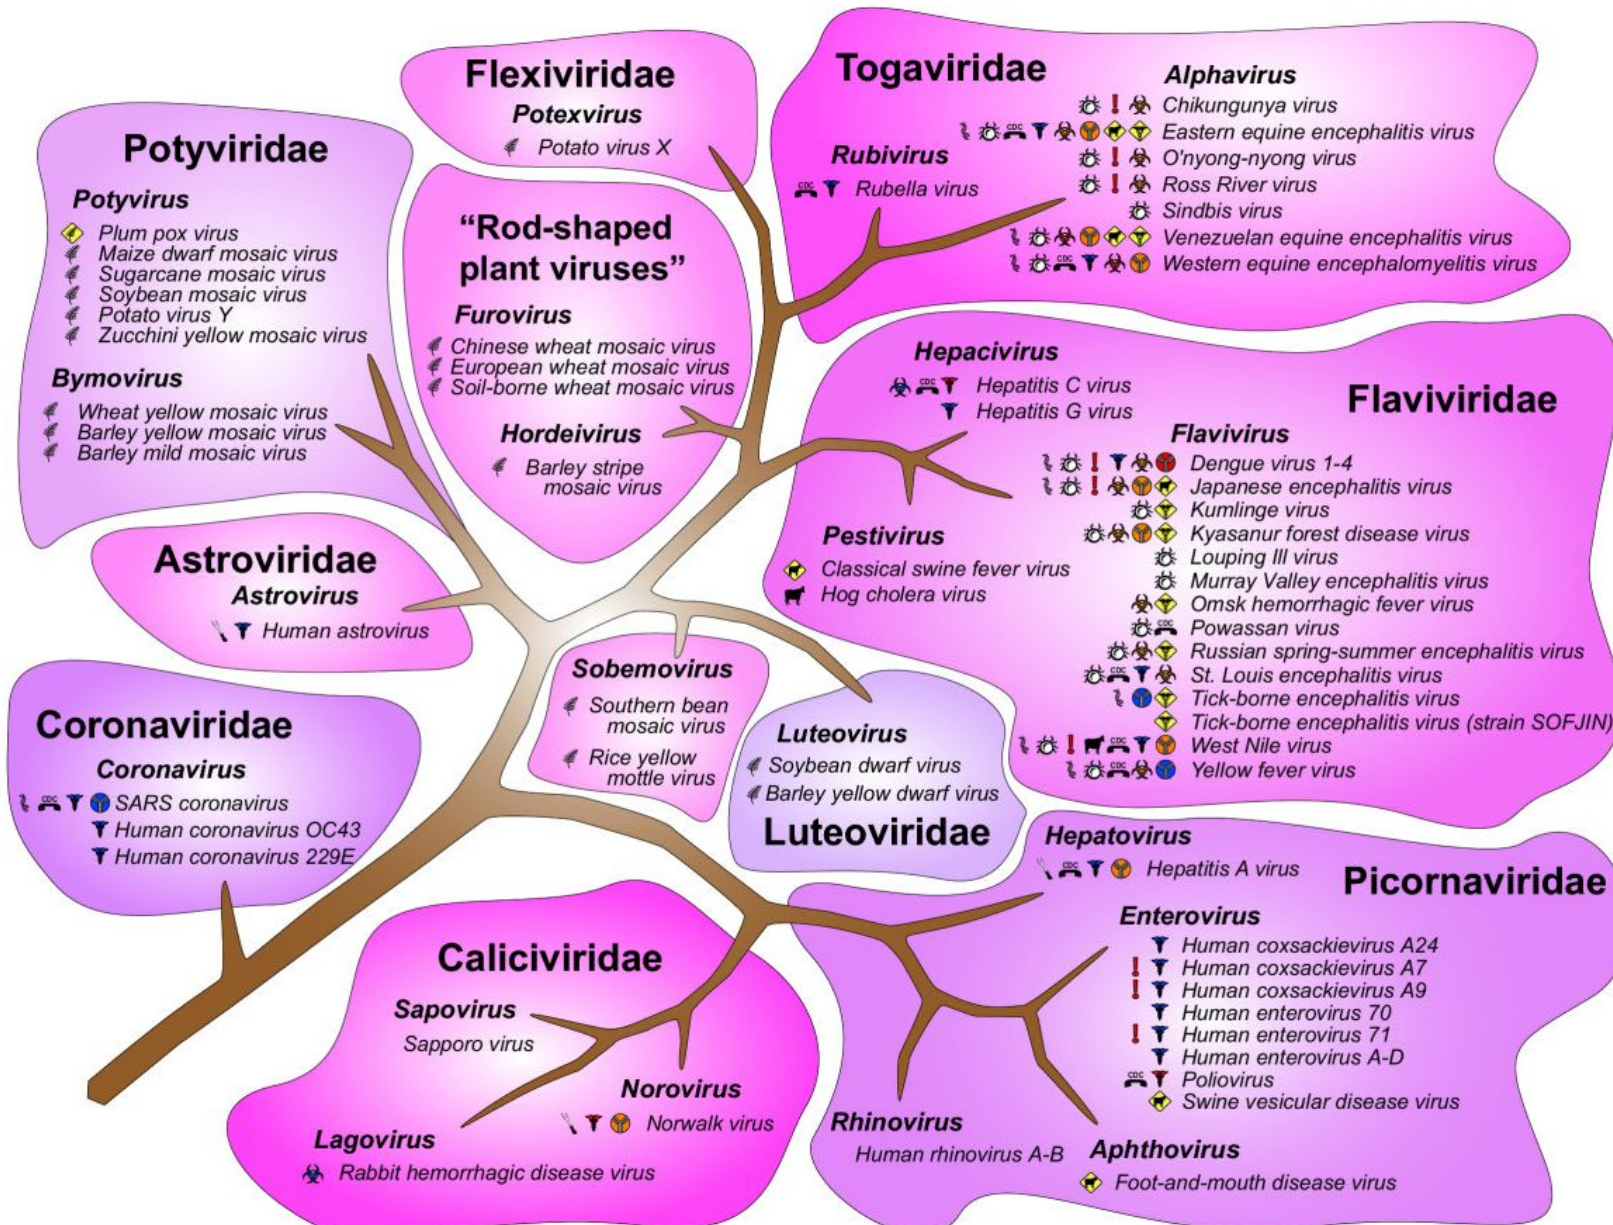 Flexiviridae
Potexvirus
Potato virus X
Togaviridae
Alphavirus
Chikungunya virus
CDC Eastern equine encephalitis virus
O'nyong-nyong virus
Ross River virus
Sindbis virus
Venezuelan equine encephalitis virus
CDC Western equine encephalomyelitis virus
Rubivirus
CDC Rubella virus
Potyviridae
Potyvirus
Plum pox virus
Maize dwarf mosaic virus
Sugarcane mosaic virus
Soybean mosaic virus
Potato virus Y
Zucchini yellow mosaic virus
Bymovirus
Wheat yellow mosaic virus
Barley yellow mosaic virus
Barley mild mosaic virus
“Rod-shaped
plant viruses”
Furovirus
Chinese wheat mosaic virus
European wheat mosaic virus
Soil-borne wheat mosaic virus
Hordeivirus
Barley stripe
mosaic virus
Flaviviridae
Hepacivirus
CDC Hepatitis C virus
Hepatitis G virus
Flavivirus
Dengue virus 1-4
Japanese encephalitis virus
Kumlinge virus
Kyasanur forest disease virus
Louping Ill virus
Murray Valley encephalitis virus
Omsk hemorrhagic fever virus
CDC Powassan virus
Russian spring-summer encephalitis virus
CDC St. Louis encephalitis virus
Tick-borne encephalitis virus
Tick-borne encephalitis virus (strain SOFJIN)
CDC West Nile virus
CDC Yellow fever virus
Pestivirus
Classical swine fever virus
Hog cholera virus
Astroviridae
Astrovirus
Human astrovirus
Sobemovirus
Southern bean
mosaic virus
Rice yellow
mottle virus
Luteovirus
Soybean dwarf virus
Barley yellow dwarf virus
Luteoviridae
Coronaviridae
Coronavirus
CDC SARS coronavirus
Human coronavirus OC43
Human coronavirus 229E
Caliciviridae
Sapovirus
Sapporo virus
Norovirus
Norwalk virus
Lagovirus
Rabbit hemorrhagic disease virus
Picornaviridae
Hepatovirus
CDC Hepatitis A virus
Enterovirus
Human coxsackievirus A24
Human coxsackievirus A7
Human coxsackievirus A9
Human enterovirus 70
Human enterovirus 71
Human enterovirus A-D
CDC Poliovirus
Swine vesicular disease virus
Rhinovirus
Human rhinovirus A-B
Aphthovirus
Foot-and-mouth disease virus